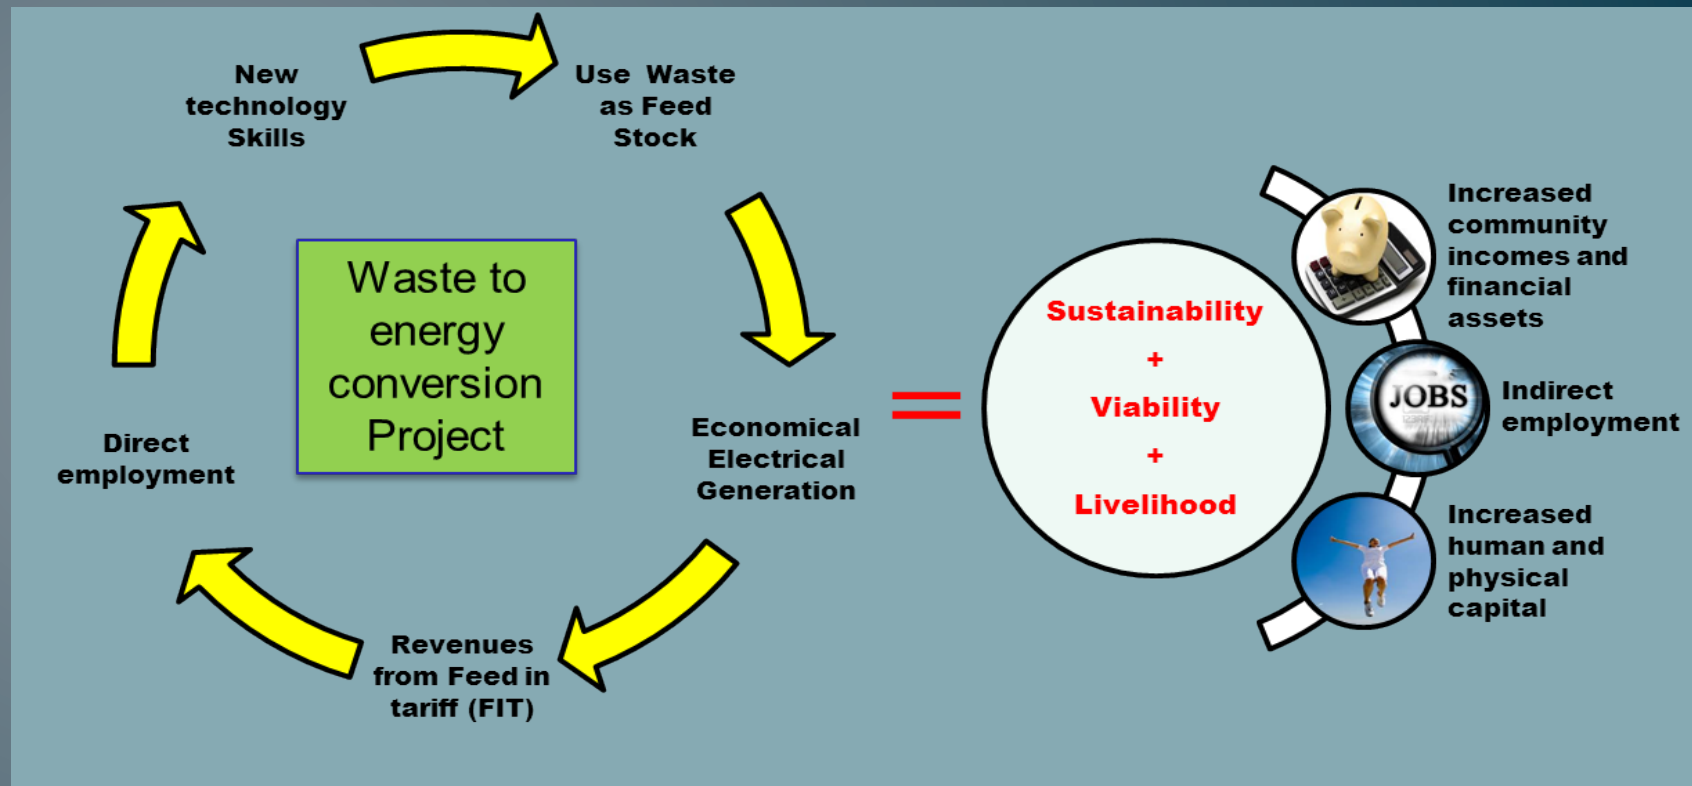 New
technology
Skills
Use Waste
as Feed
Stock
Economical
Electrical
Generation
Revenues
from Feed in
tariff (FIT)
Direct
employment
Waste to
energy
conversion
Project
=
Sustainability
+
Viability
+
Livelihood
Increased
community
incomes and
financial
assets
JOBS
Indirect
employment
Increased
human and
physical
capital